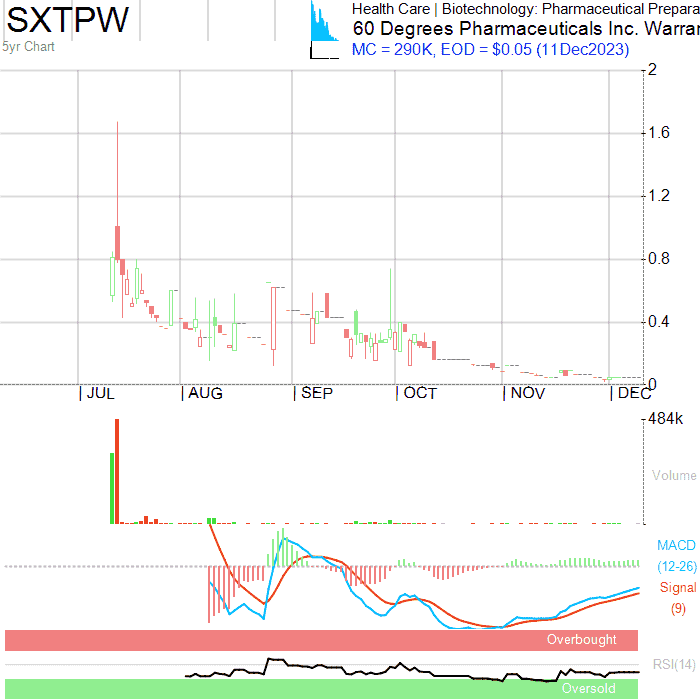 SXTPW
5yr Chart
Health Care | Biotechnology: Pharmaceutical Prepara
60 Degrees Pharmaceuticals Inc. Warran
MC = 290K, EOD = $0.05 (11Dec2023)
2
1.6
1.2
0.8
0.4
0
JUL AUG SEP OCT NOV DEC
484k
Volume
MACD
(12-26)
Signal
(9)
Overbought
RSI(14)
Oversold